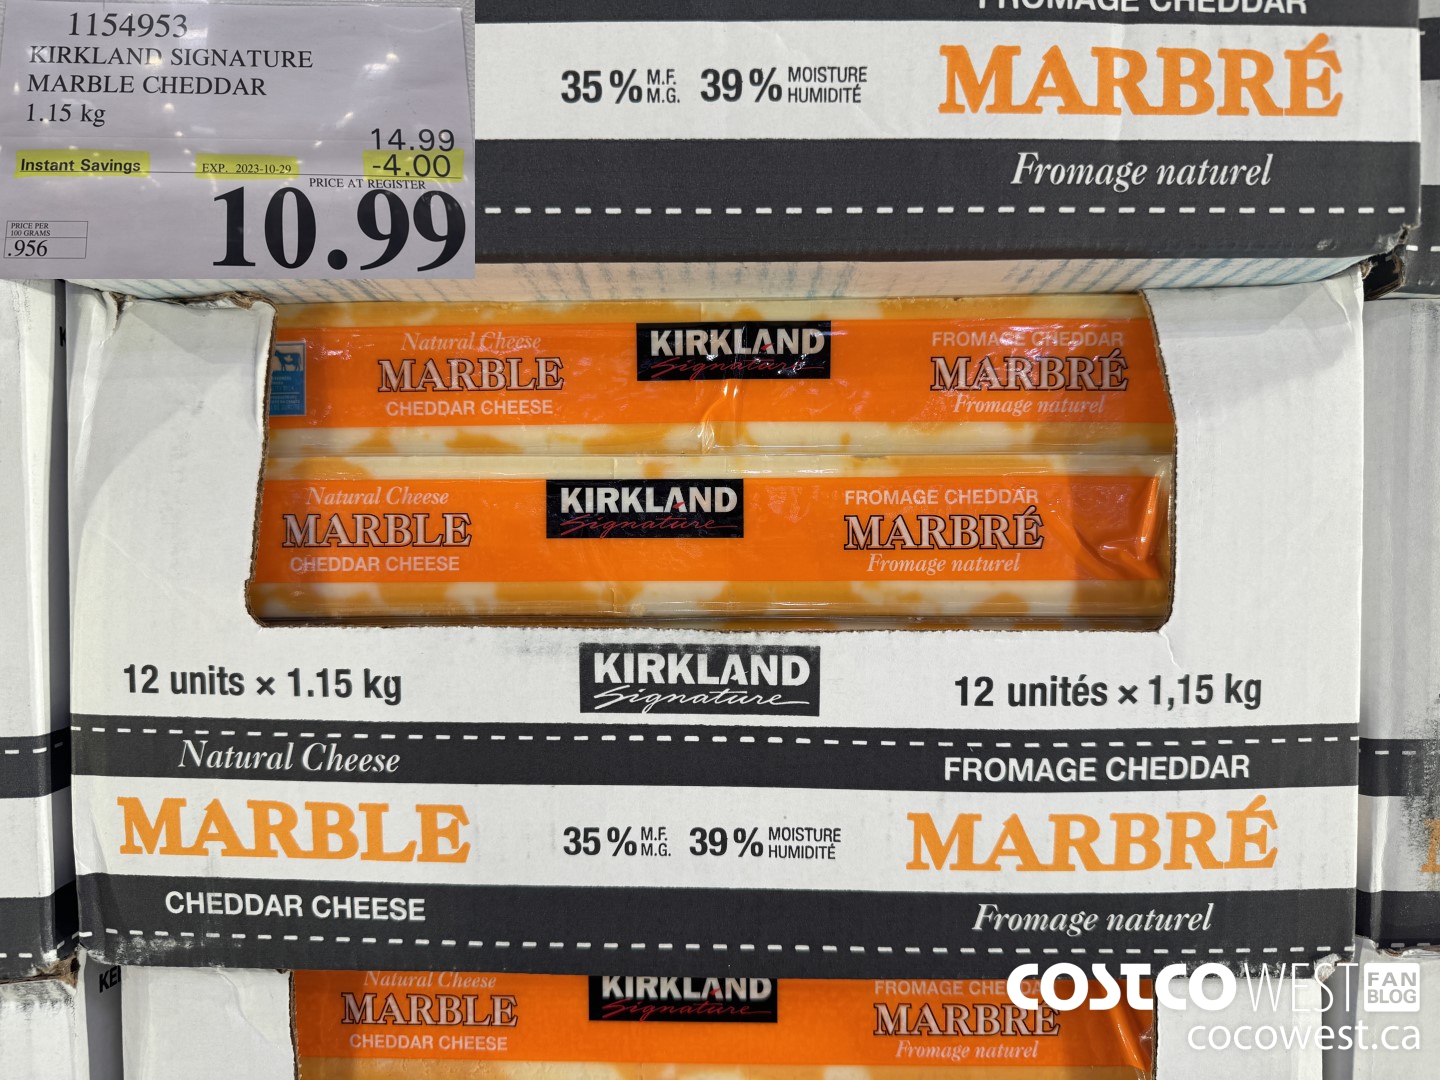 1154953
KIRKLAND SIGNATURE
MARBLE CHEDDAR
1.15 kg
14.99
Instant Savings EXP. 2023-10-29 -4.00
PRICE AT REGISTER
10.99
PRICE PER
100 GRAMS
.956
FROMAGE CHEDDAR
35% M.F. M.G. 39% MOISTURE HUMIDITÉ
MARBRÉ
Fromage naturel
Natural Cheese
MARBLE
CHEDDAR CHEESE
KIRKLAND
Signature
FROMAGE CHEDDAR
MARBRÉ
Fromage naturel
Natural Cheese
MARBLE
CHEDDAR CHEESE
KIRKLAND
Signature
FROMAGE CHEDDAR
MARBRÉ
Fromage naturel
12 units × 1.15 kg
KIRKLAND
Signature
12 unités × 1,15 kg
Natural Cheese
MARBLE
CHEDDAR CHEESE
35% M.F. M.G. 39% MOISTURE HUMIDITÉ
FROMAGE CHEDDAR
MARBRÉ
Fromage naturel
Natural Cheese
MARBLE
CHEDDAR CHEESE
KIRKLAND
Signature
FROMAGE CHEDDAR
MARBRÉ
Fromage naturel
COSTCO WEST FAN BLOG
cocowest.ca